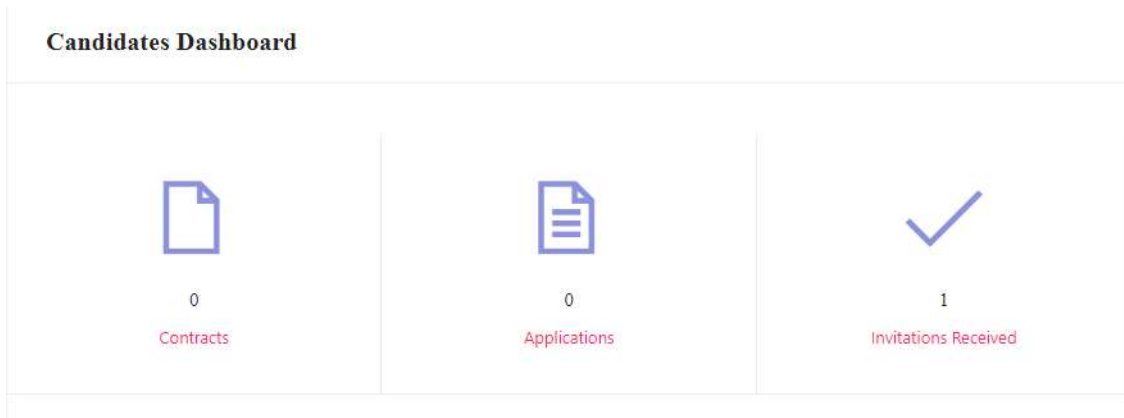 Candidates Dashboard
0
Contracts
0
Applications
1
Invitations Received